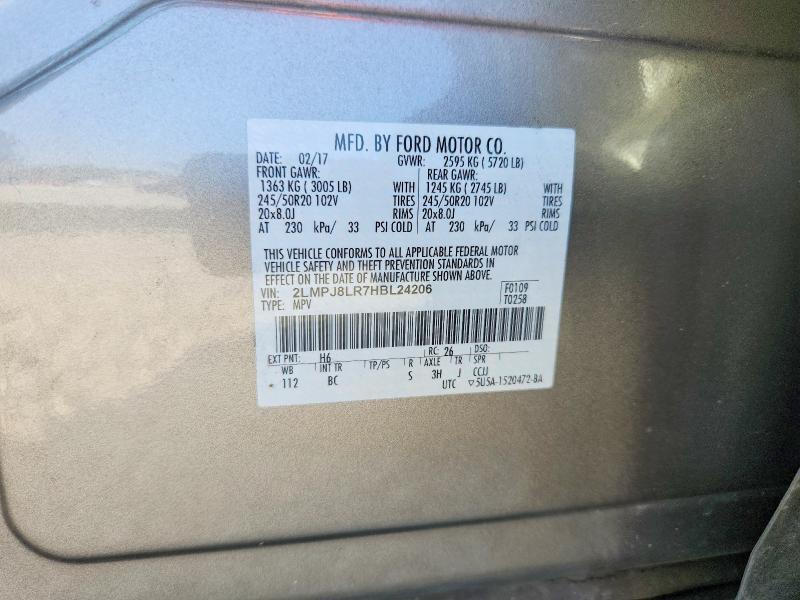 MFD. BY FORD MOTOR CO.
DATE: 02/17 GVWR: 2595 KG ( 5720 LB)
FRONT GAWR: REAR GAWR:
1363 KG ( 3005 LB) WITH 1245 KG ( 2745 LB) WITH
245/50R20 102V TIRES 245/50R20 102V TIRES
20x8.0J RIMS 20x8.0J RIMS
AT 230 kPa/ 33 PSI COLD AT 230 kPa/ 33 PSI COLD
THIS VEHICLE CONFORMS TO ALL APPLICABLE FEDERAL MOTOR
VEHICLE SAFETY AND THEFT PREVENTION STANDARDS IN
EFFECT ON THE DATE OF MANUFACTURE SHOWN ABOVE.
VIN: 2LMPJ8LR7HBL24206 F0109
TYPE: MPV T0258
EXT PNT: H6 RC: 26 DSO:
WB INT TR TP/PS R AXLE TR SPR
112 BC S 3H J CCJJ
UTC ▽5U5A-1520472-BA